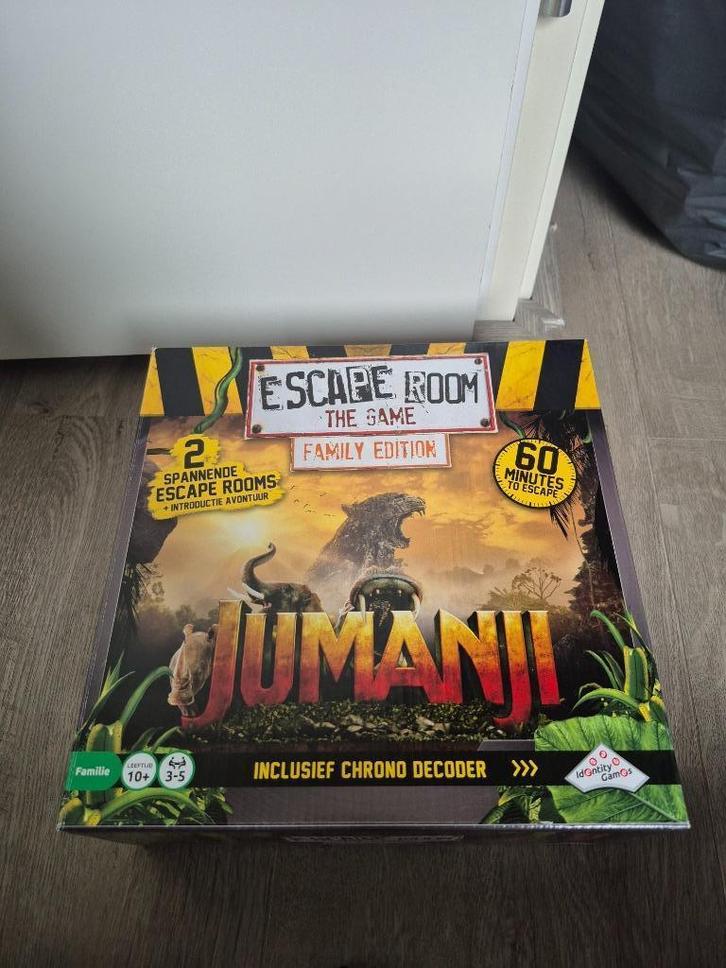 ESCAPE ROOM
THE GAME
FAMILY EDITION
2
SPANNENDE
ESCAPE ROOMS
+ INTRODUCTIE AVONTUUR
60
MINUTES
TO ESCAPE
JUMANJI
Familie
LEEFTIJD
10+
3-5
INCLUSIEF CHRONO DECODER >>>
Identity
Games